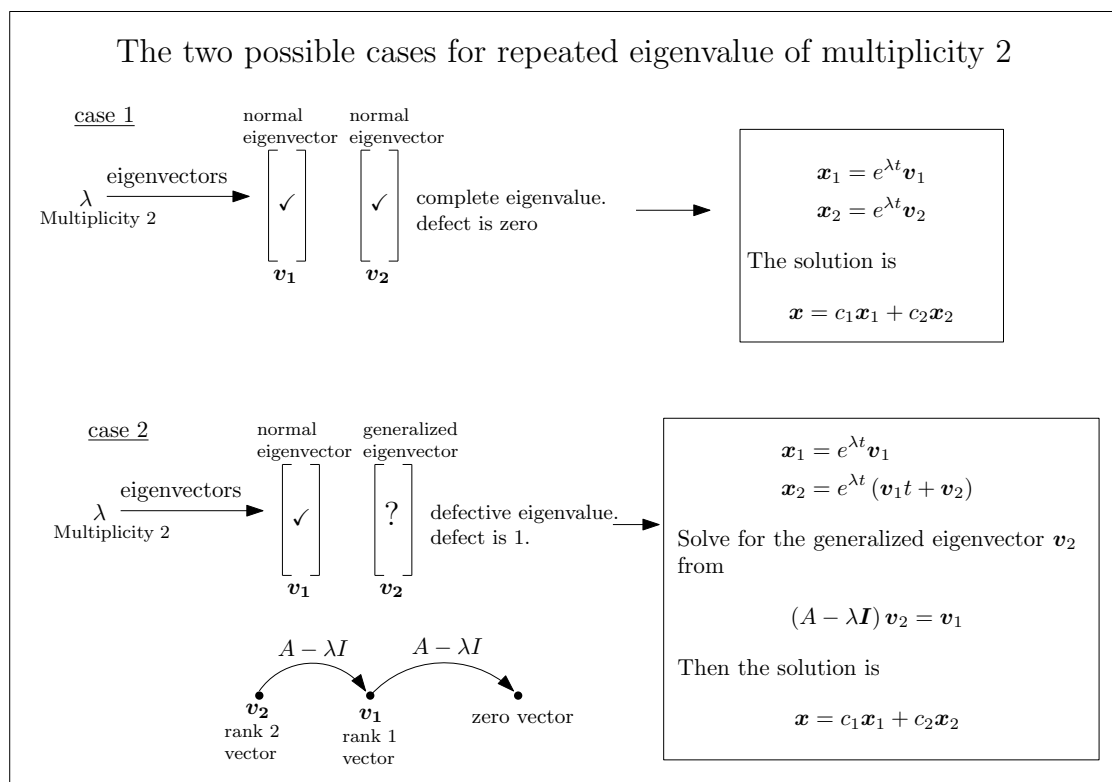 The two possible cases for repeated eigenvalue of multiplicity 2
case 1
normal
eigenvector
normal
eigenvector
eigenvectors
λ
Multiplicity 2
✓
✓
v₁
v₂
complete eigenvalue.
defect is zero
x₁ = e^{λt} v₁
x₂ = e^{λt} v₂
The solution is
x = c₁x₁ + c₂x₂
case 2
normal
eigenvector
generalized
eigenvector
eigenvectors
λ
Multiplicity 2
✓
?
v₁
v₂
defective eigenvalue.
defect is 1.
x₁ = e^{λt} v₁
x₂ = e^{λt} (v₁t + v₂)
Solve for the generalized eigenvector v₂
from
(A − λI) v₂ = v₁
Then the solution is
x = c₁x₁ + c₂x₂
A − λI
A − λI
v₂
rank 2
vector
v₁
rank 1
vector
zero vector